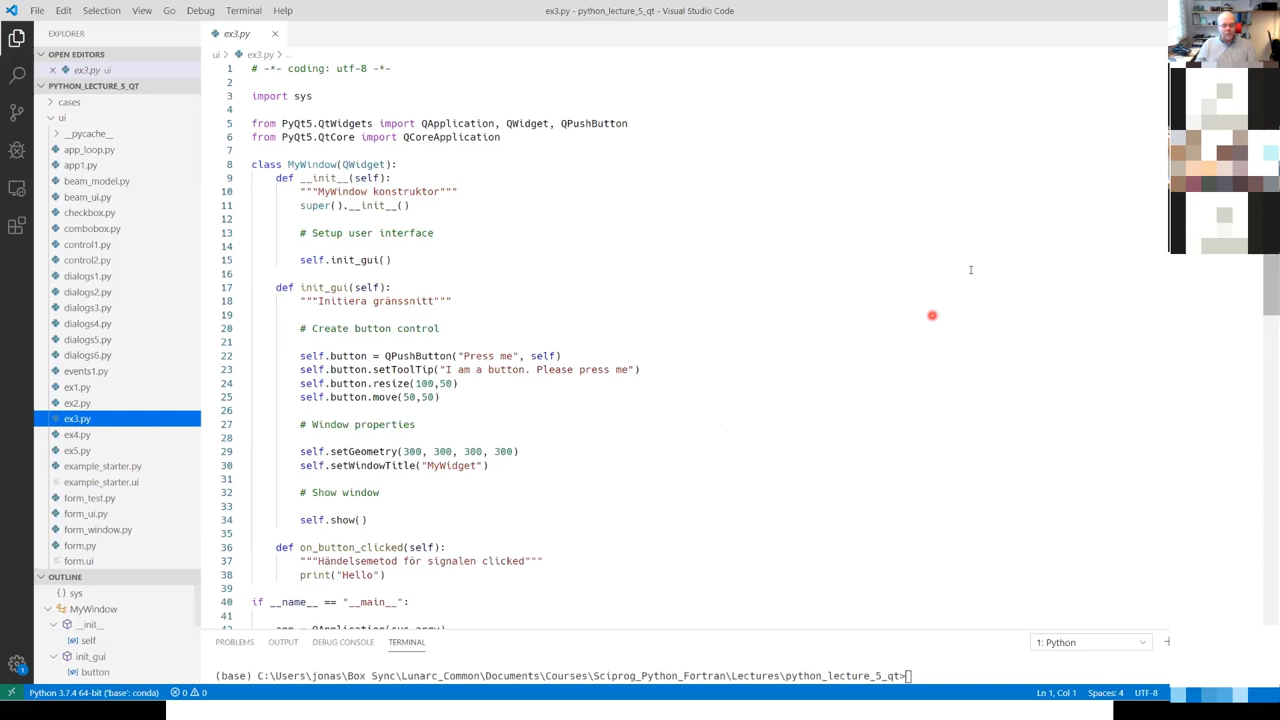 File Edit Selection View Go Run Debug Terminal Help
ex3.py - python_lecture_5_qt - Visual Studio Code
EXPLORER
OPEN EDITORS
ex3.py ui
PYTHON_LECTURE_5_QT
cases
ui
__pycache__
app_loop.py
app1.py
beam_model.py
beam_ui.py
checkbox.py
combobox.py
control1.py
control2.py
dialogs1.py
dialogs2.py
dialogs3.py
dialogs4.py
dialogs5.py
dialogs6.py
events1.py
ex1.py
ex2.py
ex3.py
ex4.py
ex5.py
example_starter.py
example_starter.ui
form_test.py
form_ui.py
form_window.py
form.py
form.ui
OUTLINE
sys
MyWindow
__init__
self
init_gui
button
ex3.py
ui > ex3.py > ...
1 # -*- coding: utf-8 -*-
2
3 import sys
4
5 from PyQt5.QtWidgets import QApplication, QWidget, QPushButton
6 from PyQt5.QtCore import QCoreApplication
7
8 class MyWindow(QWidget):
9 def __init__(self):
10 """MyWindow konstruktor"""
11 super().__init__()
12
13 # Setup user interface
14
15 self.init_gui()
16
17 def init_gui(self):
18 """Initiera gränssnitt"""
19
20 # Create button control
21
22 self.button = QPushButton("Press me", self)
23 self.button.setToolTip("I am a button. Please press me")
24 self.button.resize(100,50)
25 self.button.move(50,50)
26
27 # Window properties
28
29 self.setGeometry(300, 300, 300, 300)
30 self.setWindowTitle("MyWidget")
31
32 # Show window
33
34 self.show()
35
36 def on_button_clicked(self):
37 """Händelsemetod för signalen clicked"""
38 print("Hello")
39
40 if __name__ == "__main__":
41
42 app = QApplication(sys.argv)
PROBLEMS OUTPUT DEBUG CONSOLE TERMINAL
1: Python
(base) C:\Users\jonas\Box Sync\Lunarc_Common\Documents\Courses\Sciprog_Python_Fortran\Lectures\python_lecture_5_qt>
1
Python 3.7.4 64-bit ('base': conda) 0 0
Ln 1, Col 1 Spaces: 4 UTF-8